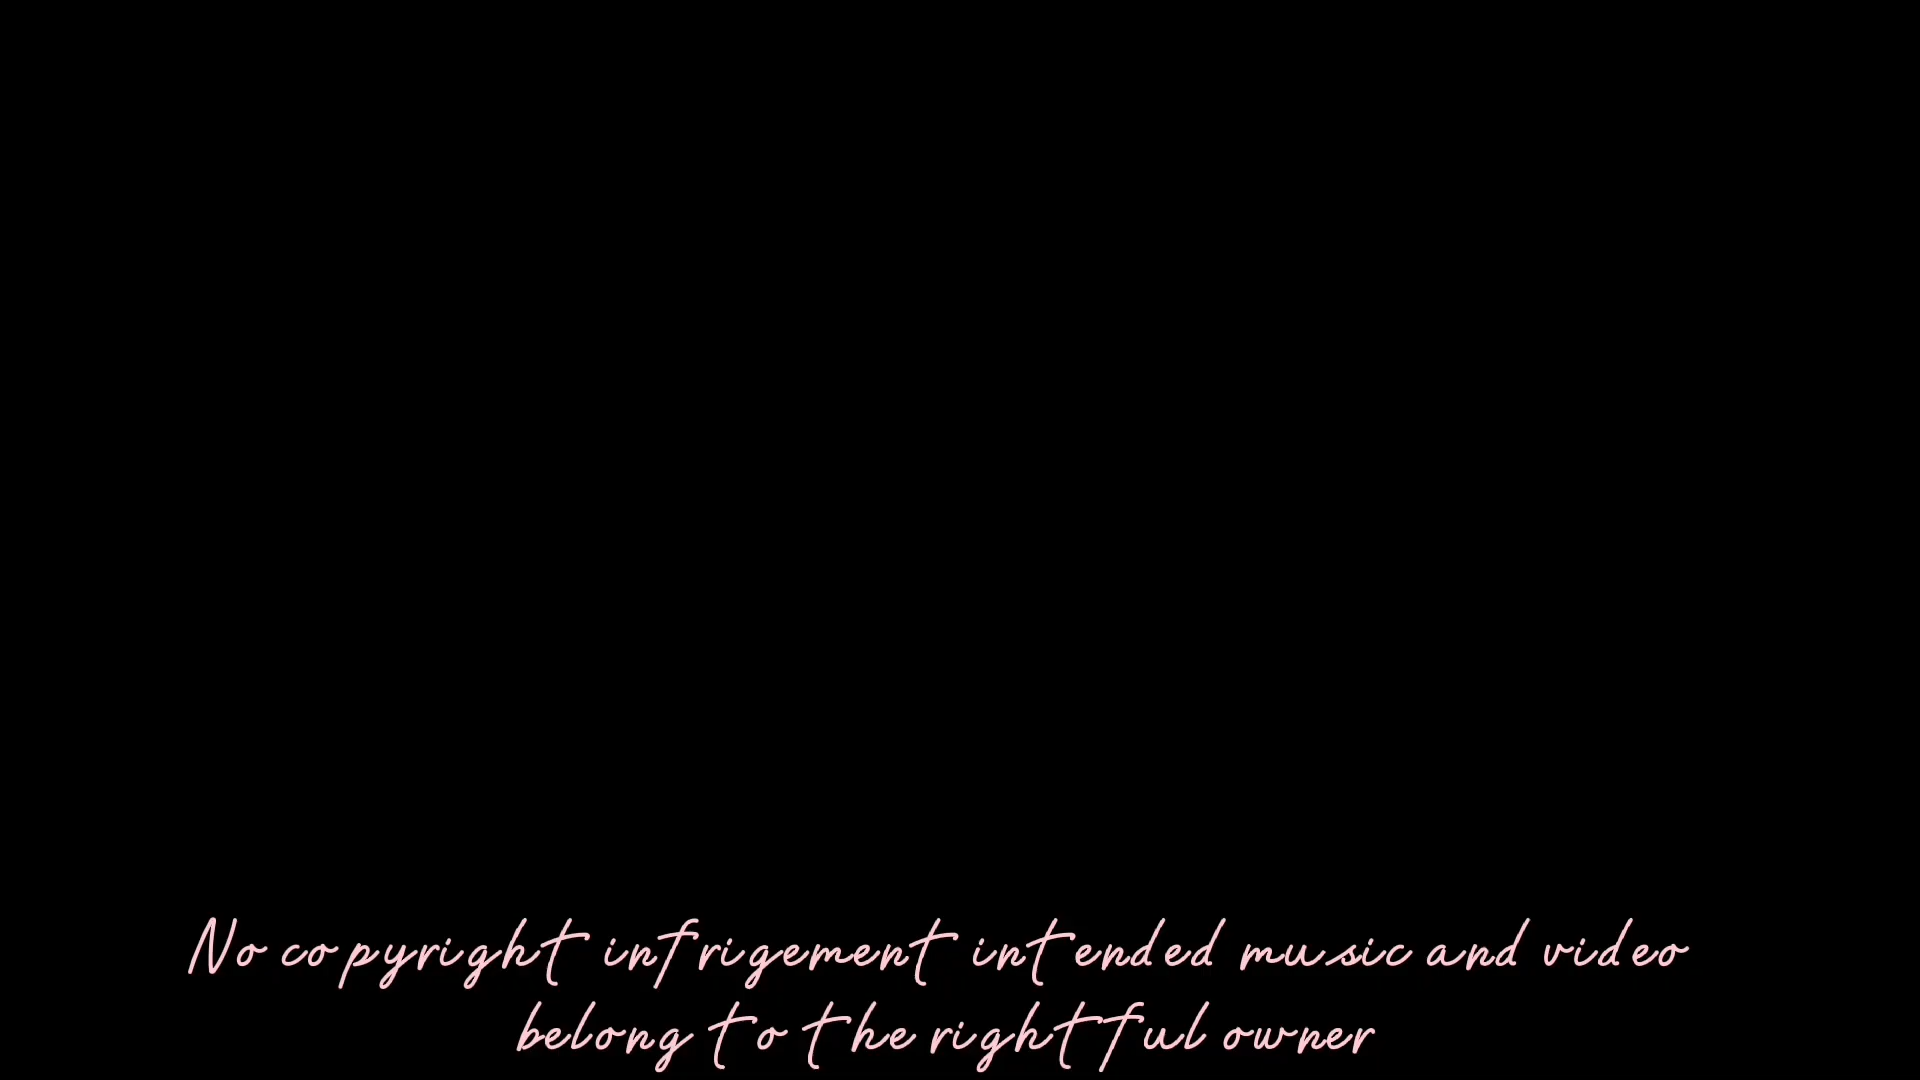 No copyright infrigement intended music and video
belong to the rightful owner